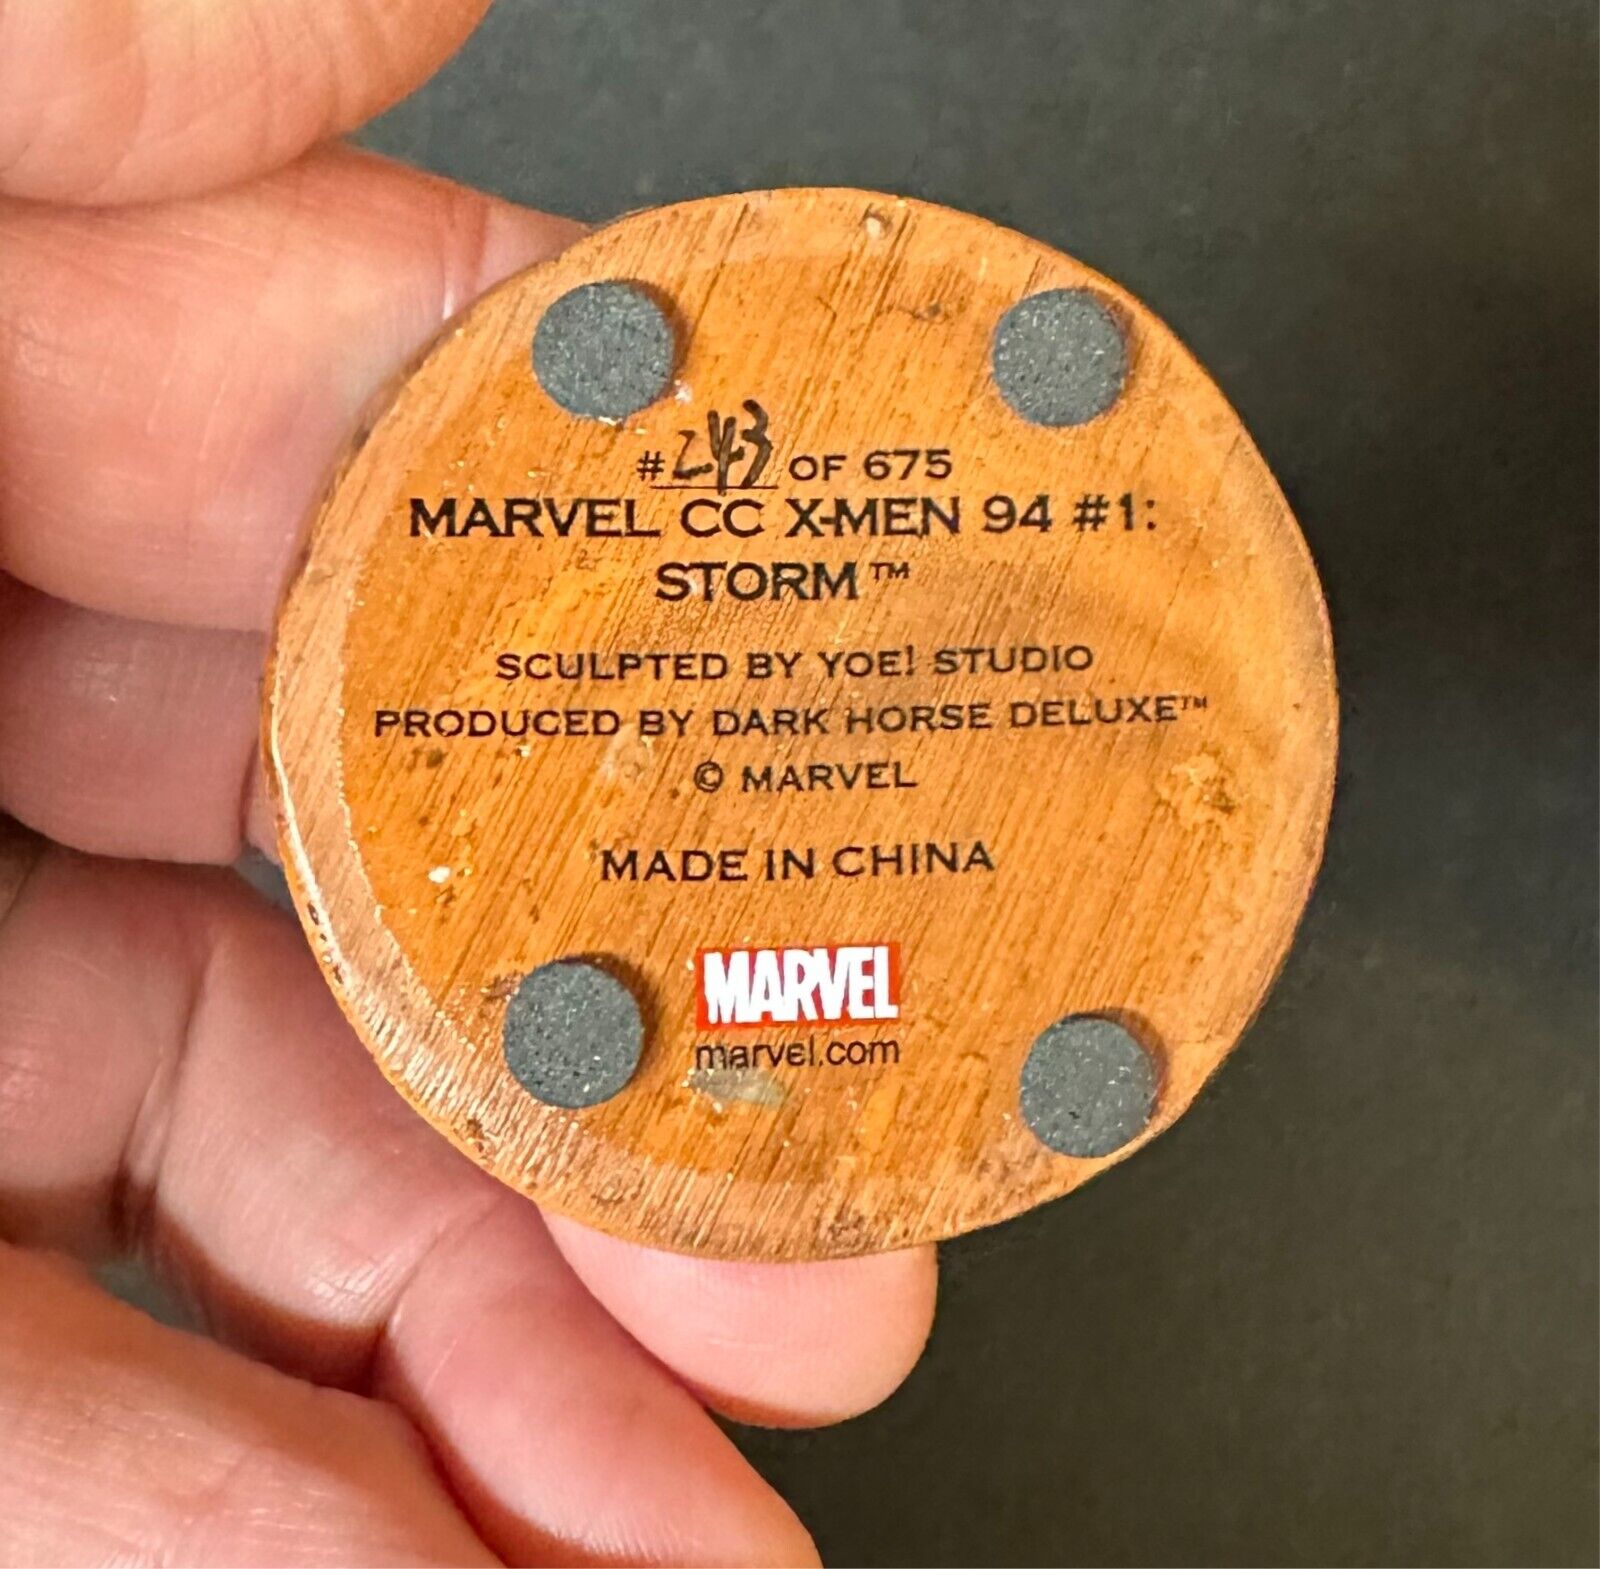 #243 OF 675
MARVEL CC X-MEN 94 #1:
STORM™
SCULPTED BY YOE! STUDIO
PRODUCED BY DARK HORSE DELUXE™
© MARVEL
MADE IN CHINA
MARVEL
marvel.com